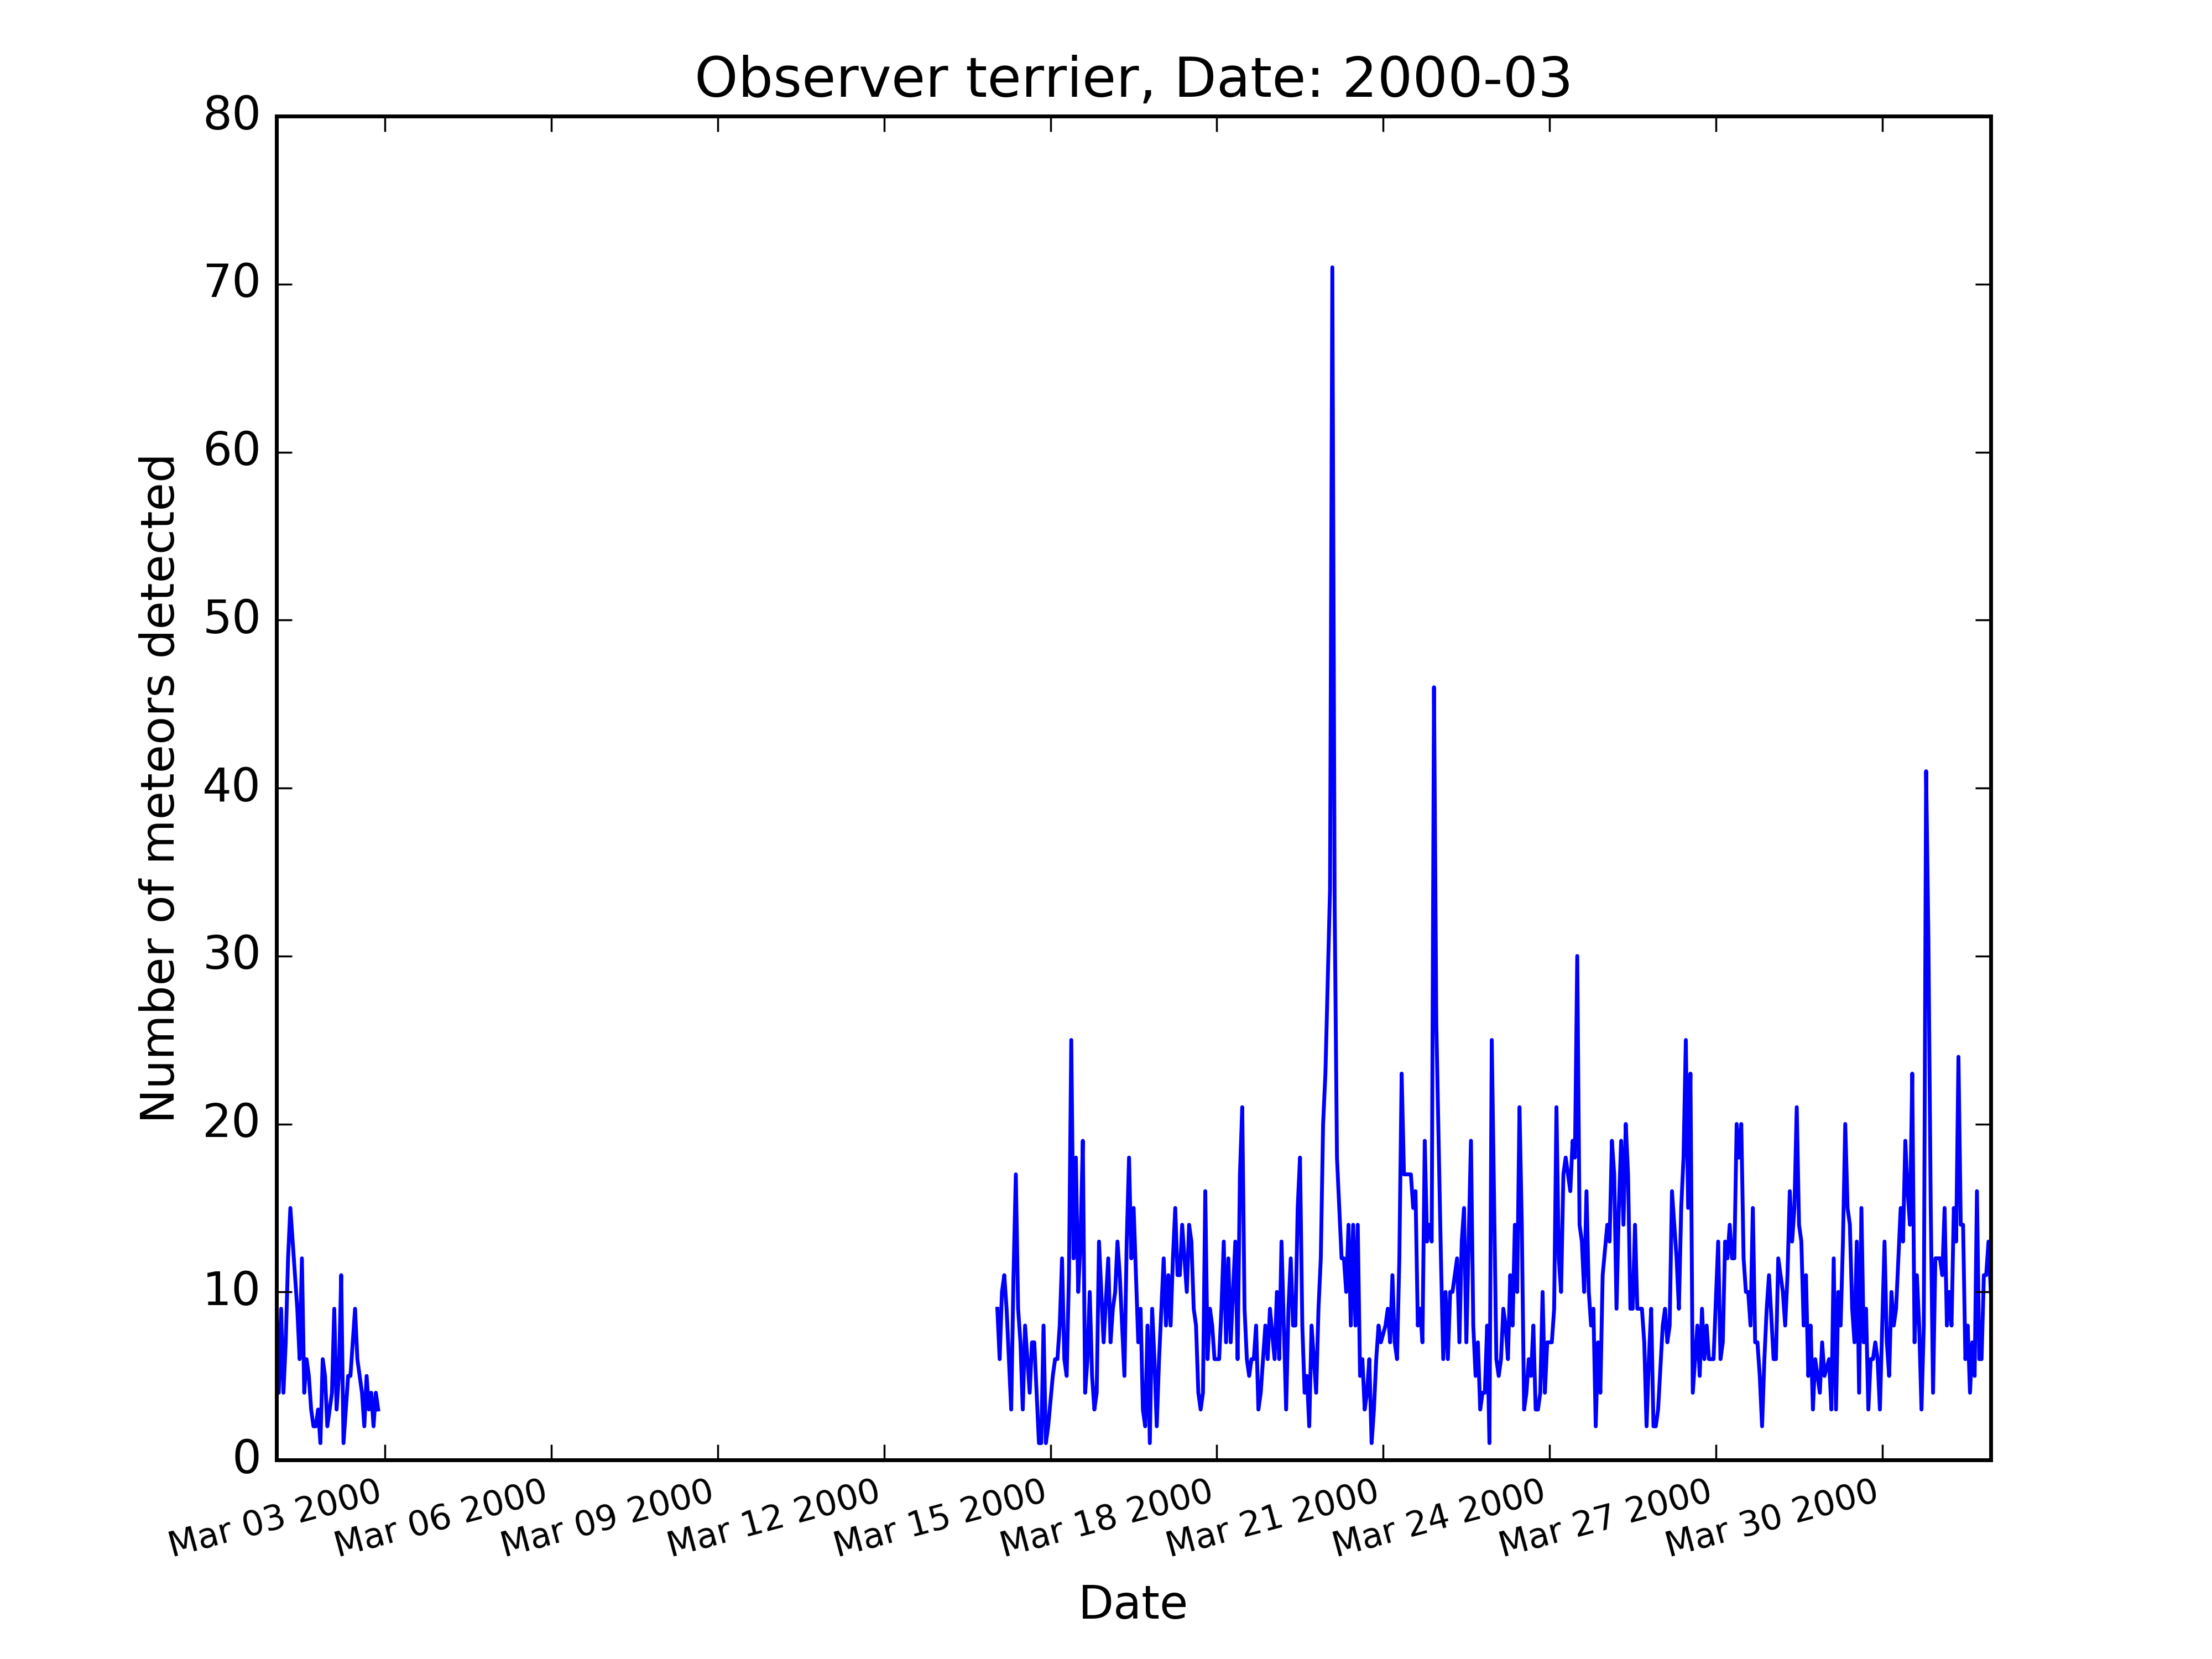 Observer terrier, Date: 2000-03
Number of meteors detected
80
70
60
50
40
30
20
10
0
Mar 03 2000
Mar 06 2000
Mar 09 2000
Mar 12 2000
Mar 15 2000
Mar 18 2000
Mar 21 2000
Mar 24 2000
Mar 27 2000
Mar 30 2000
Date